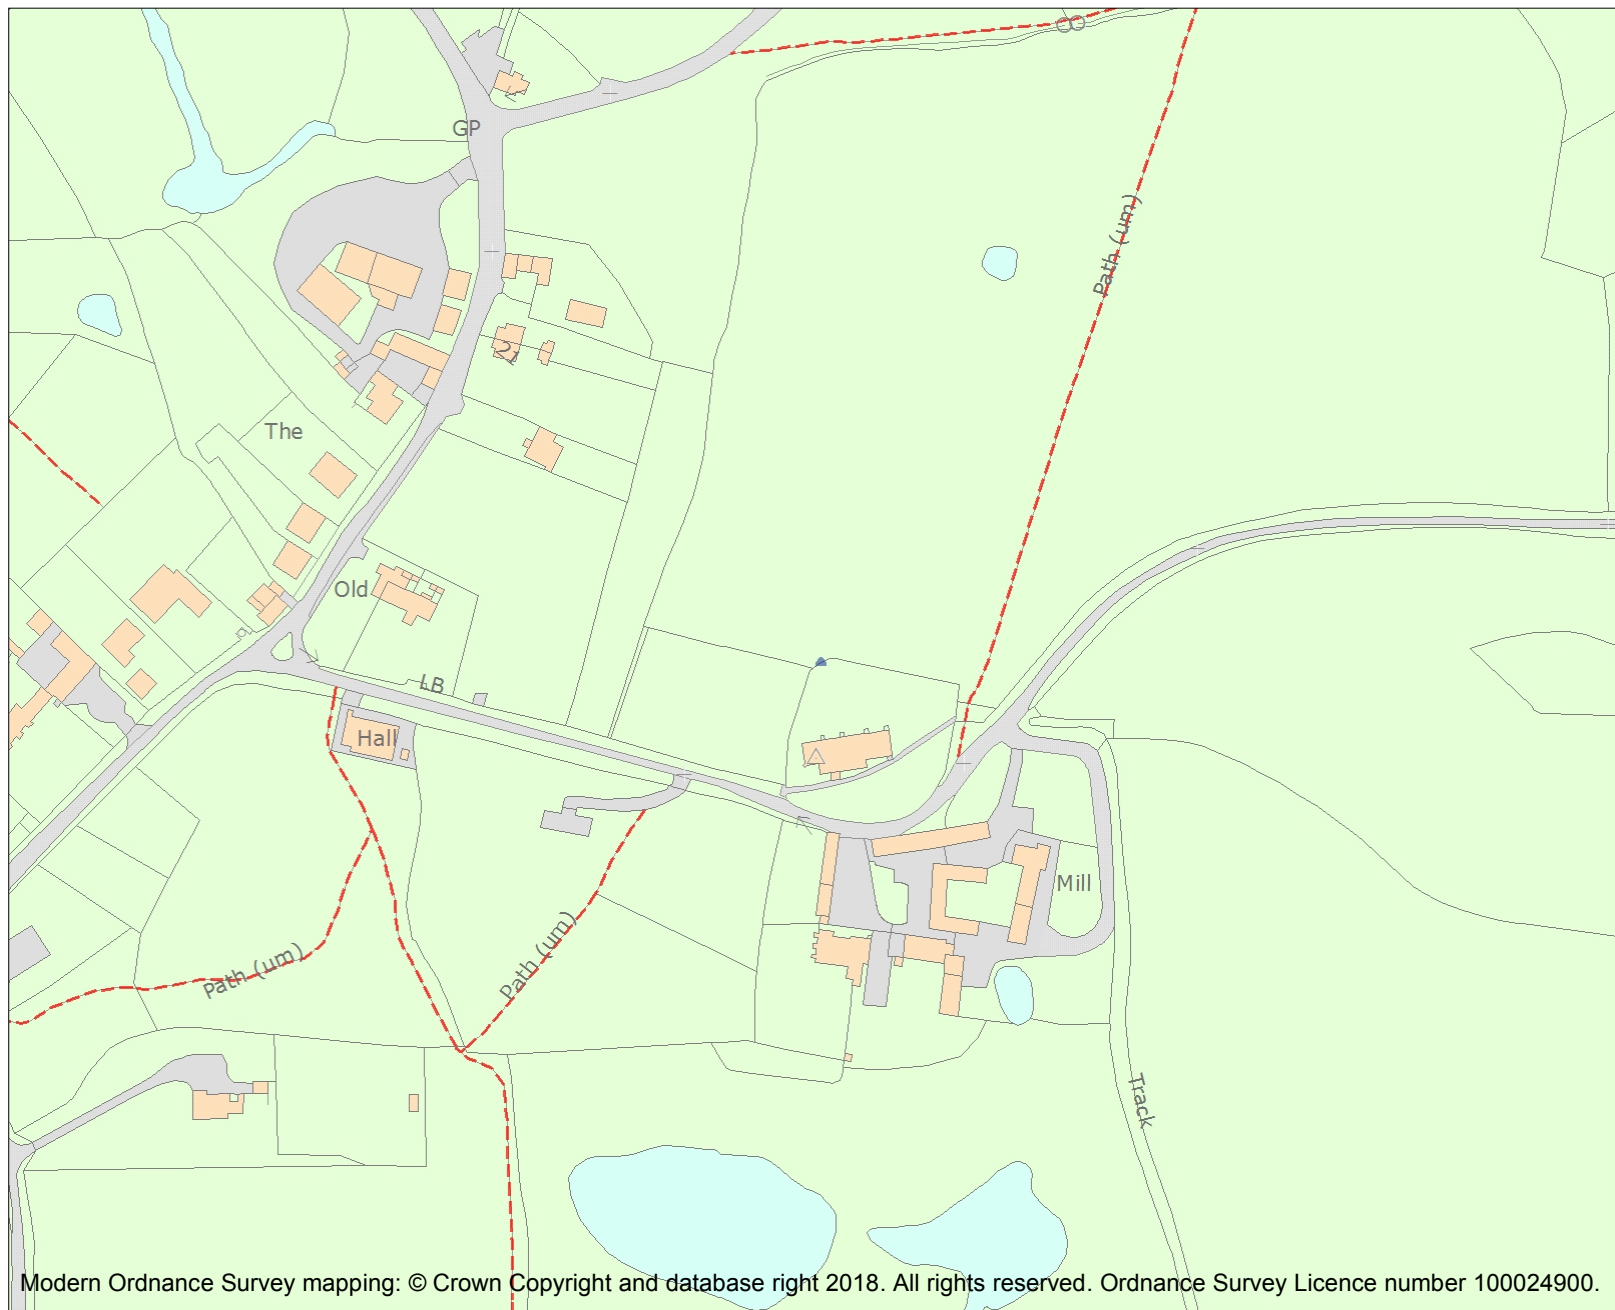 GP
Path (um)
21
The
Old
LB
Hall
Mill
Path (um)
Path (um)
Track
Modern Ordnance Survey mapping: © Crown Copyright and database right 2018. All rights reserved. Ordnance Survey Licence number 100024900.